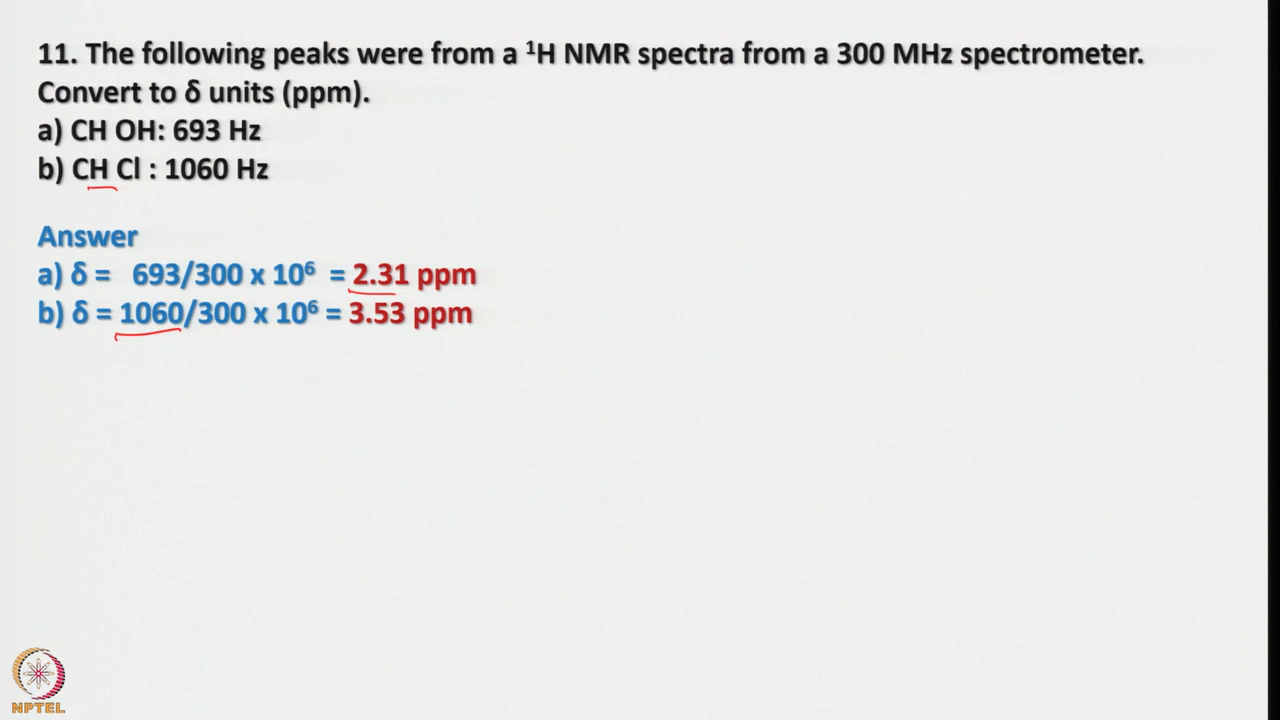 11. The following peaks were from a ¹H NMR spectra from a 300 MHz spectrometer.
Convert to δ units (ppm).
a) CH OH: 693 Hz
b) CH Cl : 1060 Hz
Answer
a) δ = 693/300 x 10⁶ = 2.31 ppm
b) δ = 1060/300 x 10⁶ = 3.53 ppm
NPTEL